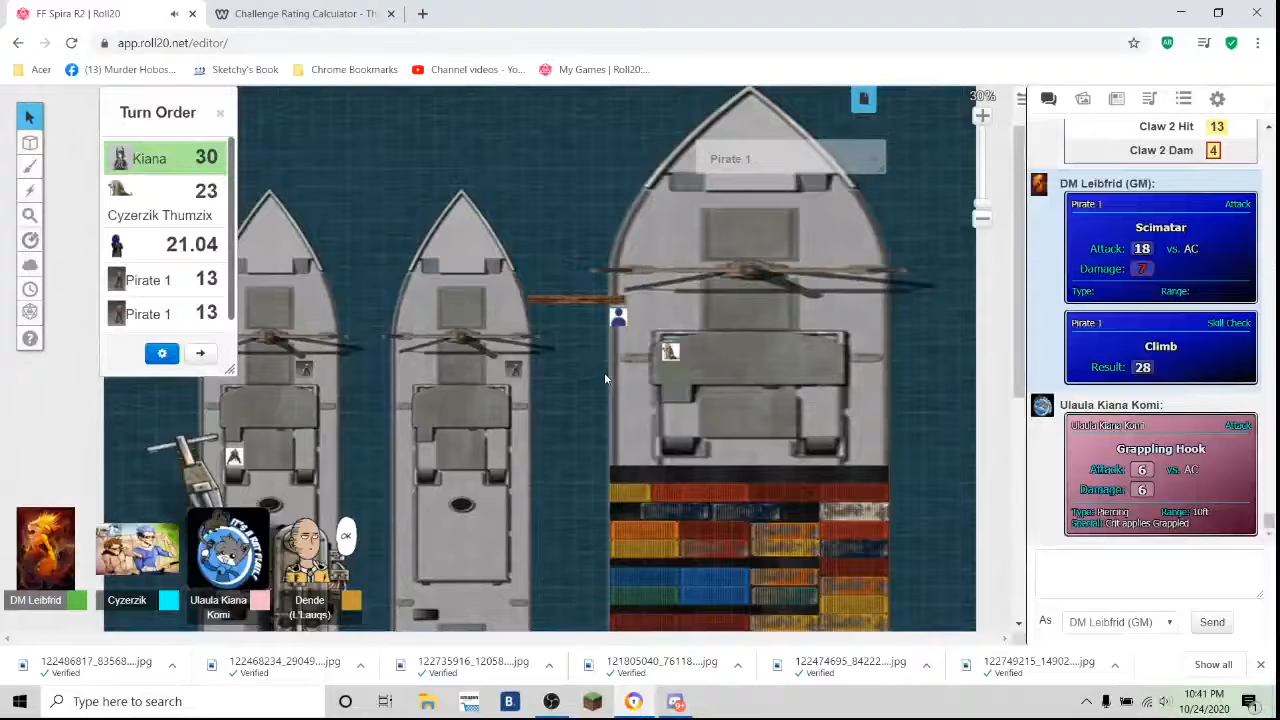 FF Spira R2 | Roll20
Challenge Rating Calculator - Th
app.roll20.net/editor/
Acer
(13) Murder Hobos...
Sketchy's Book
Chrome Bookmarks
Channel videos - Yo...
My Games | Roll20:...
Turn Order
Kiana 30
23
Cyzerzik Thumzix
21.04
Pirate 1 13
Pirate 1 13
Pirate 1
30%
Claw 2 Hit 13
Claw 2 Dam 4
DM Leibfrid (GM):
Pirate 1 Attack
Scimatar
Attack: 18 vs. AC
Damage: 7
Type: Range:
Pirate 1 Skill Check
Climb
Result: 28
Ulaula Kiana Komi:
Ulaula Kiana Komi Attack
Grappling Hook
Attack: 6 vs. AC
Damage: 6
Type: Pierring Range: 10ft
Special: Crit applies Grappled
IT'S A
OK
DM Leibfrid
Cyzerzik
Ulaula Kiana
Komi
Dende
(L'Lauqs)
As DM Leibfrid (GM) Send
122486817_83568....jpg
Verified
122468234_29049....jpg
Verified
122735916_12058....jpg
Verified
121805040_76118....jpg
Verified
122474695_84222....jpg
Verified
122749215_14902....jpg
Verified
Show all
Type here to search
amazon
B.
9+
10:41 PM
10/24/2020
1